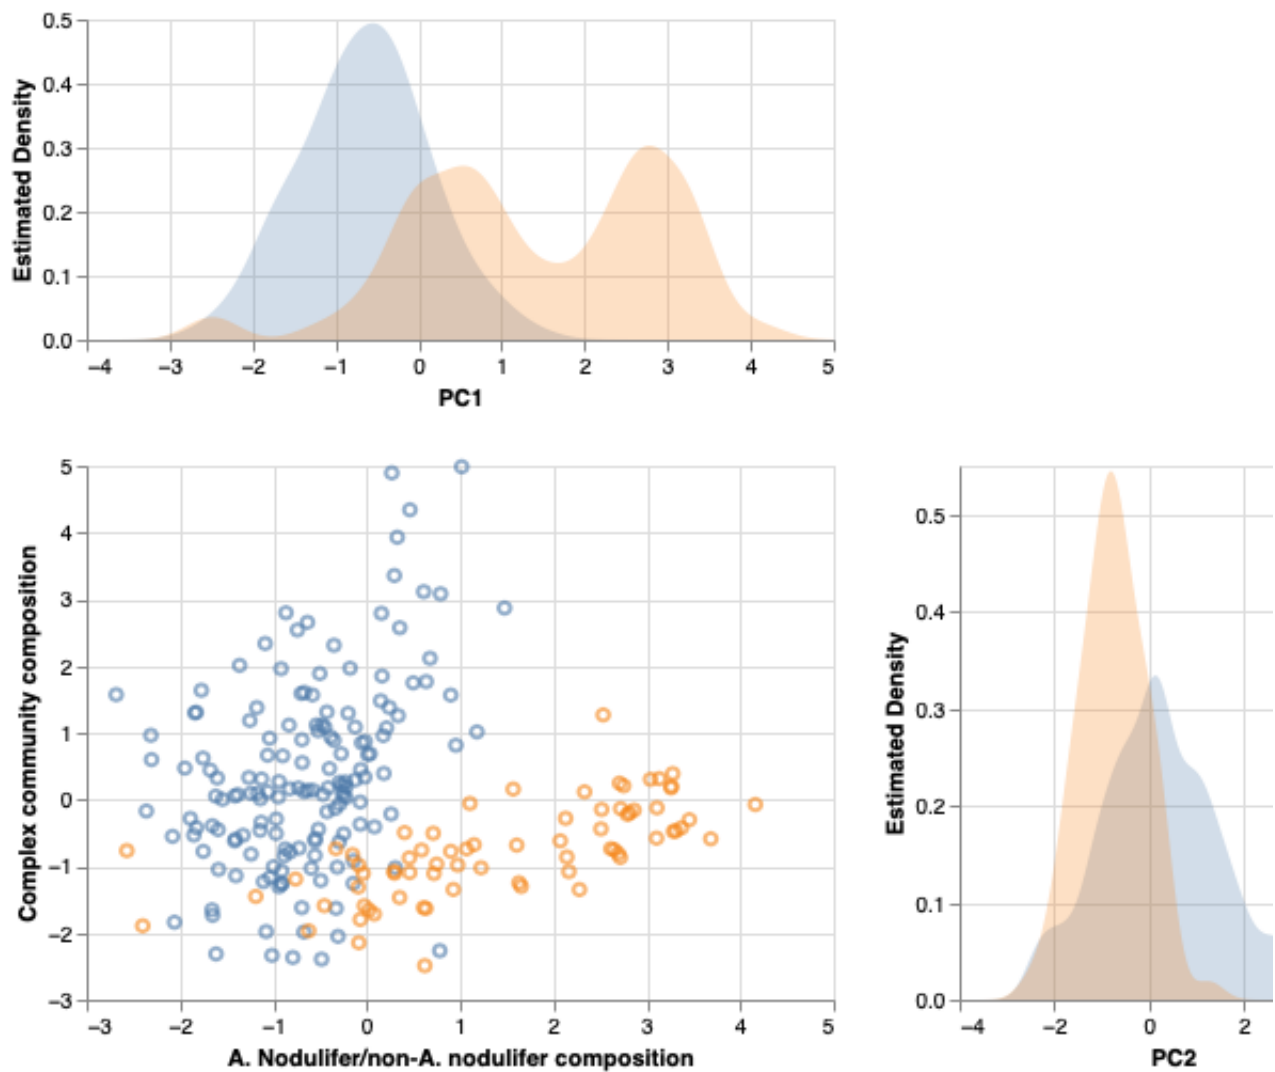 0.5
0.4
0.3
0.2
0.1
0.0
Estimated Density
−4 −3 −2 −1 0 1 2 3 4 5
PC1
5
4
3
2
1
0
−1
−2
−3
Complex community composition
−3 −2 −1 0 1 2 3 4 5
A. Nodulifer/non-A. nodulifer composition
0.5
0.4
0.3
0.2
0.1
0.0
Estimated Density
−4 −2 0 2
PC2